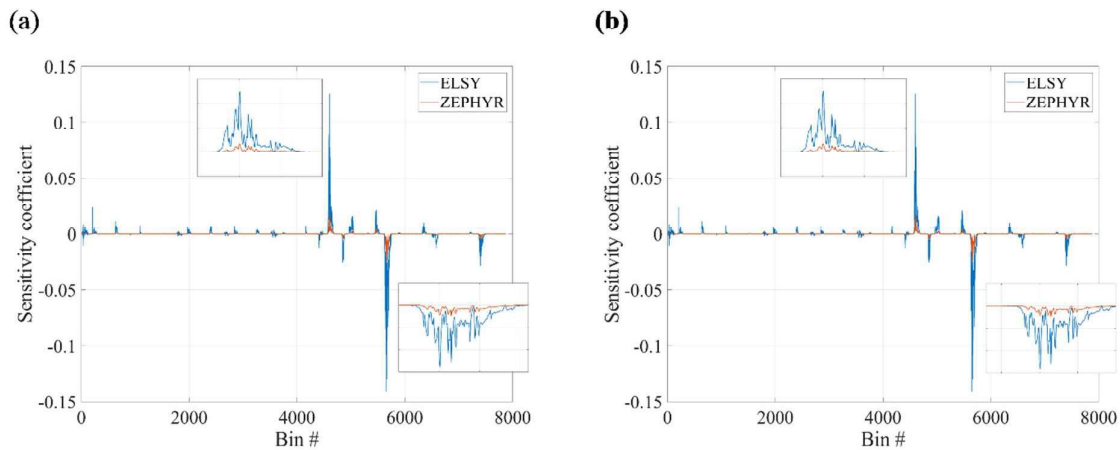 (a)
0.15
0.1
0.05
0
-0.05
-0.1
-0.15
Sensitivity coefficient
ELSY
ZEPHYR
0 2000 4000 6000 8000
Bin #
(b)
0.15
0.1
0.05
0
-0.05
-0.1
-0.15
Sensitivity coefficient
ELSY
ZEPHYR
0 2000 4000 6000 8000
Bin #